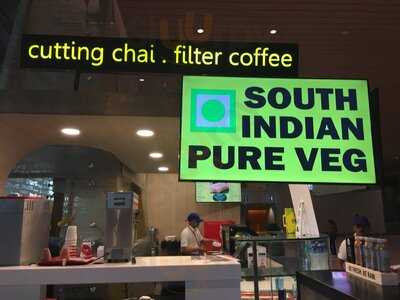 cutting chai . filter coffee
SOUTH
INDIAN
PURE VEG